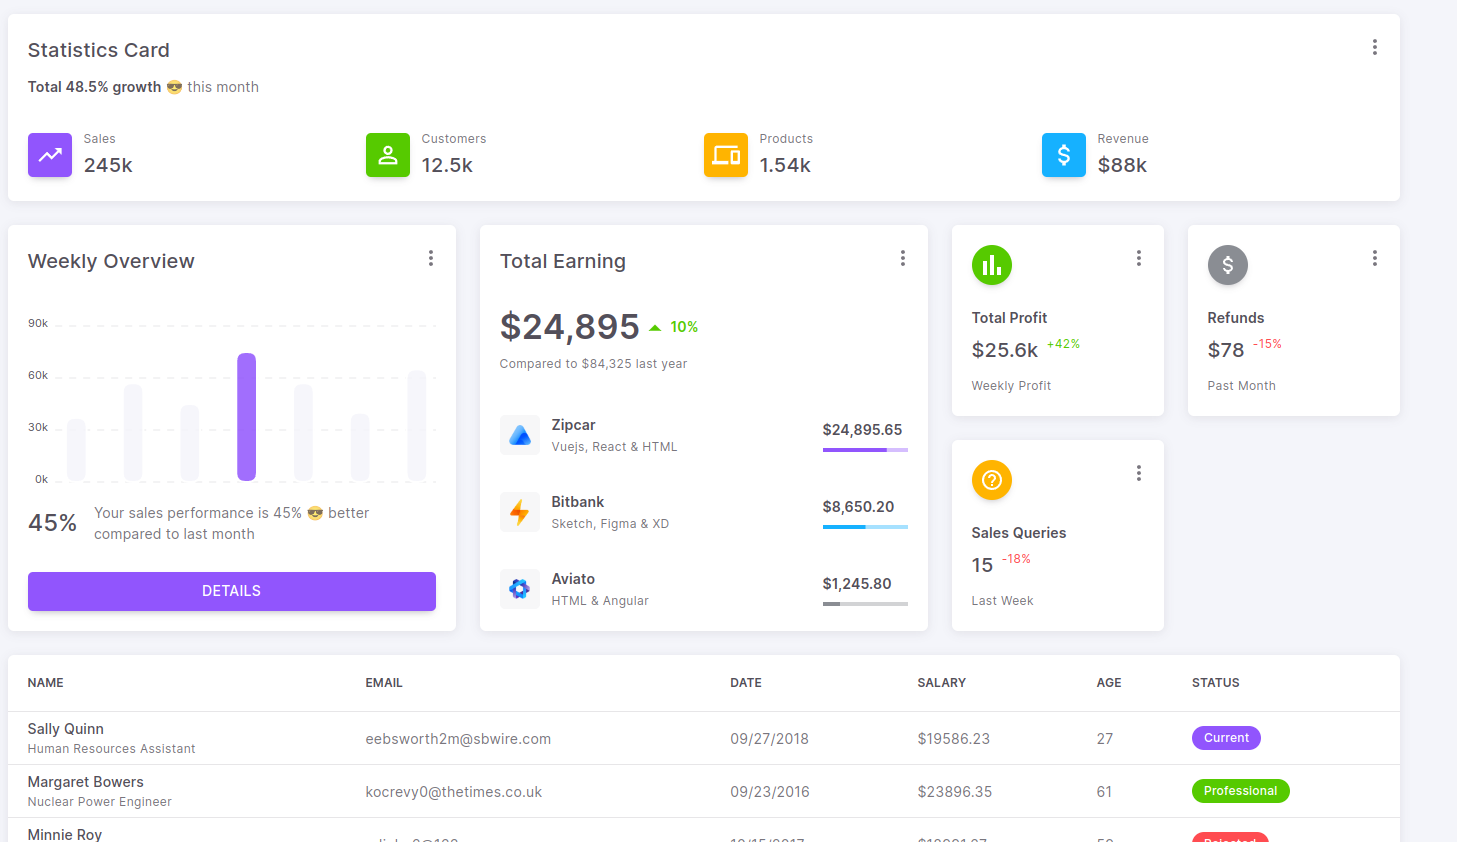 Statistics Card
Total 48.5% growth 😎 this month
Sales
245k
Customers
12.5k
Products
1.54k
Revenue
$88k
Weekly Overview
90k
60k
30k
0k
45%
Your sales performance is 45% 😎 better
compared to last month
DETAILS
Total Earning
$24,895 10%
Compared to $84,325 last year
Zipcar
Vuejs, React & HTML
$24,895.65
Bitbank
Sketch, Figma & XD
$8,650.20
Aviato
HTML & Angular
$1,245.80
Total Profit
$25.6k +42%
Weekly Profit
Refunds
$78 -15%
Past Month
Sales Queries
15 -18%
Last Week
NAME EMAIL DATE SALARY AGE STATUS
Sally Quinn
Human Resources Assistant
eebsworth2m@sbwire.com 09/27/2018 $19586.23 27 Current
Margaret Bowers
Nuclear Power Engineer
kocrevy0@thetimes.co.uk 09/23/2016 $23896.35 61 Professional
Minnie Roy